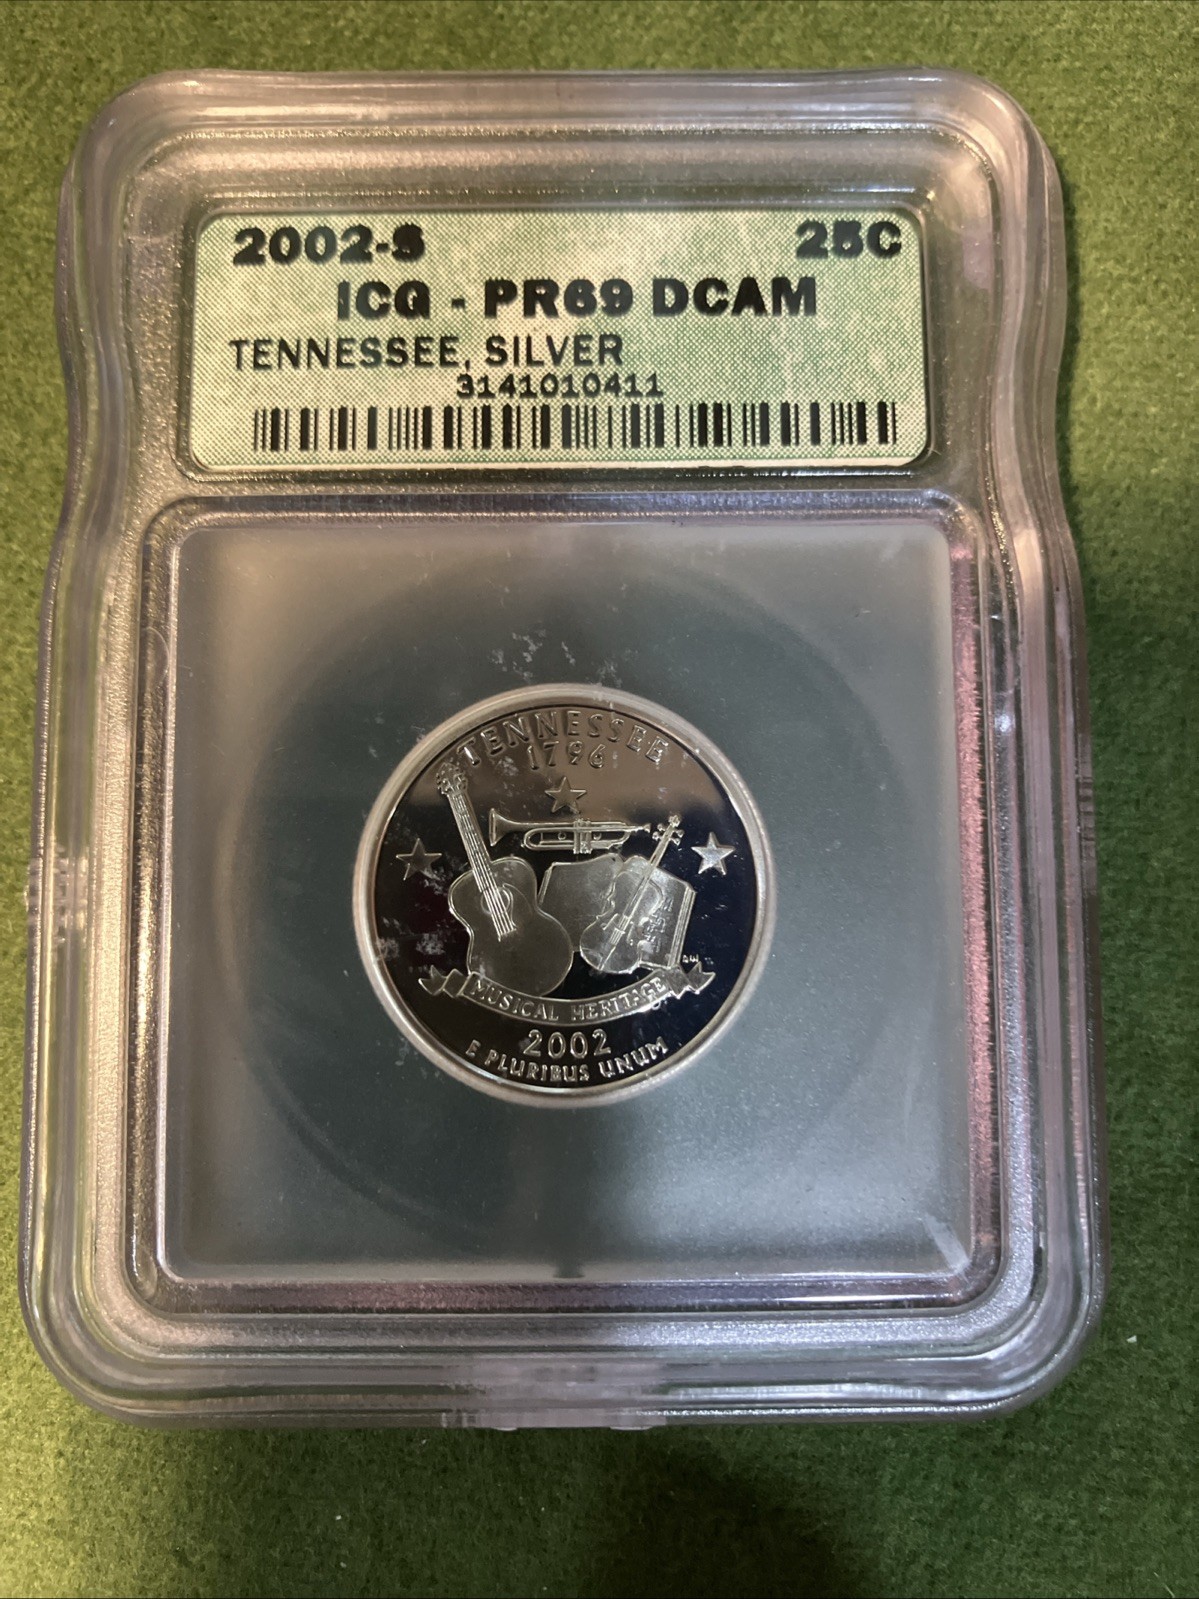 2002-S 25C
ICG - PR69 DCAM
TENNESSEE, SILVER
3141010411
TENNESSEE
1796
MUSICAL HERITAGE
2002
E PLURIBUS UNUM